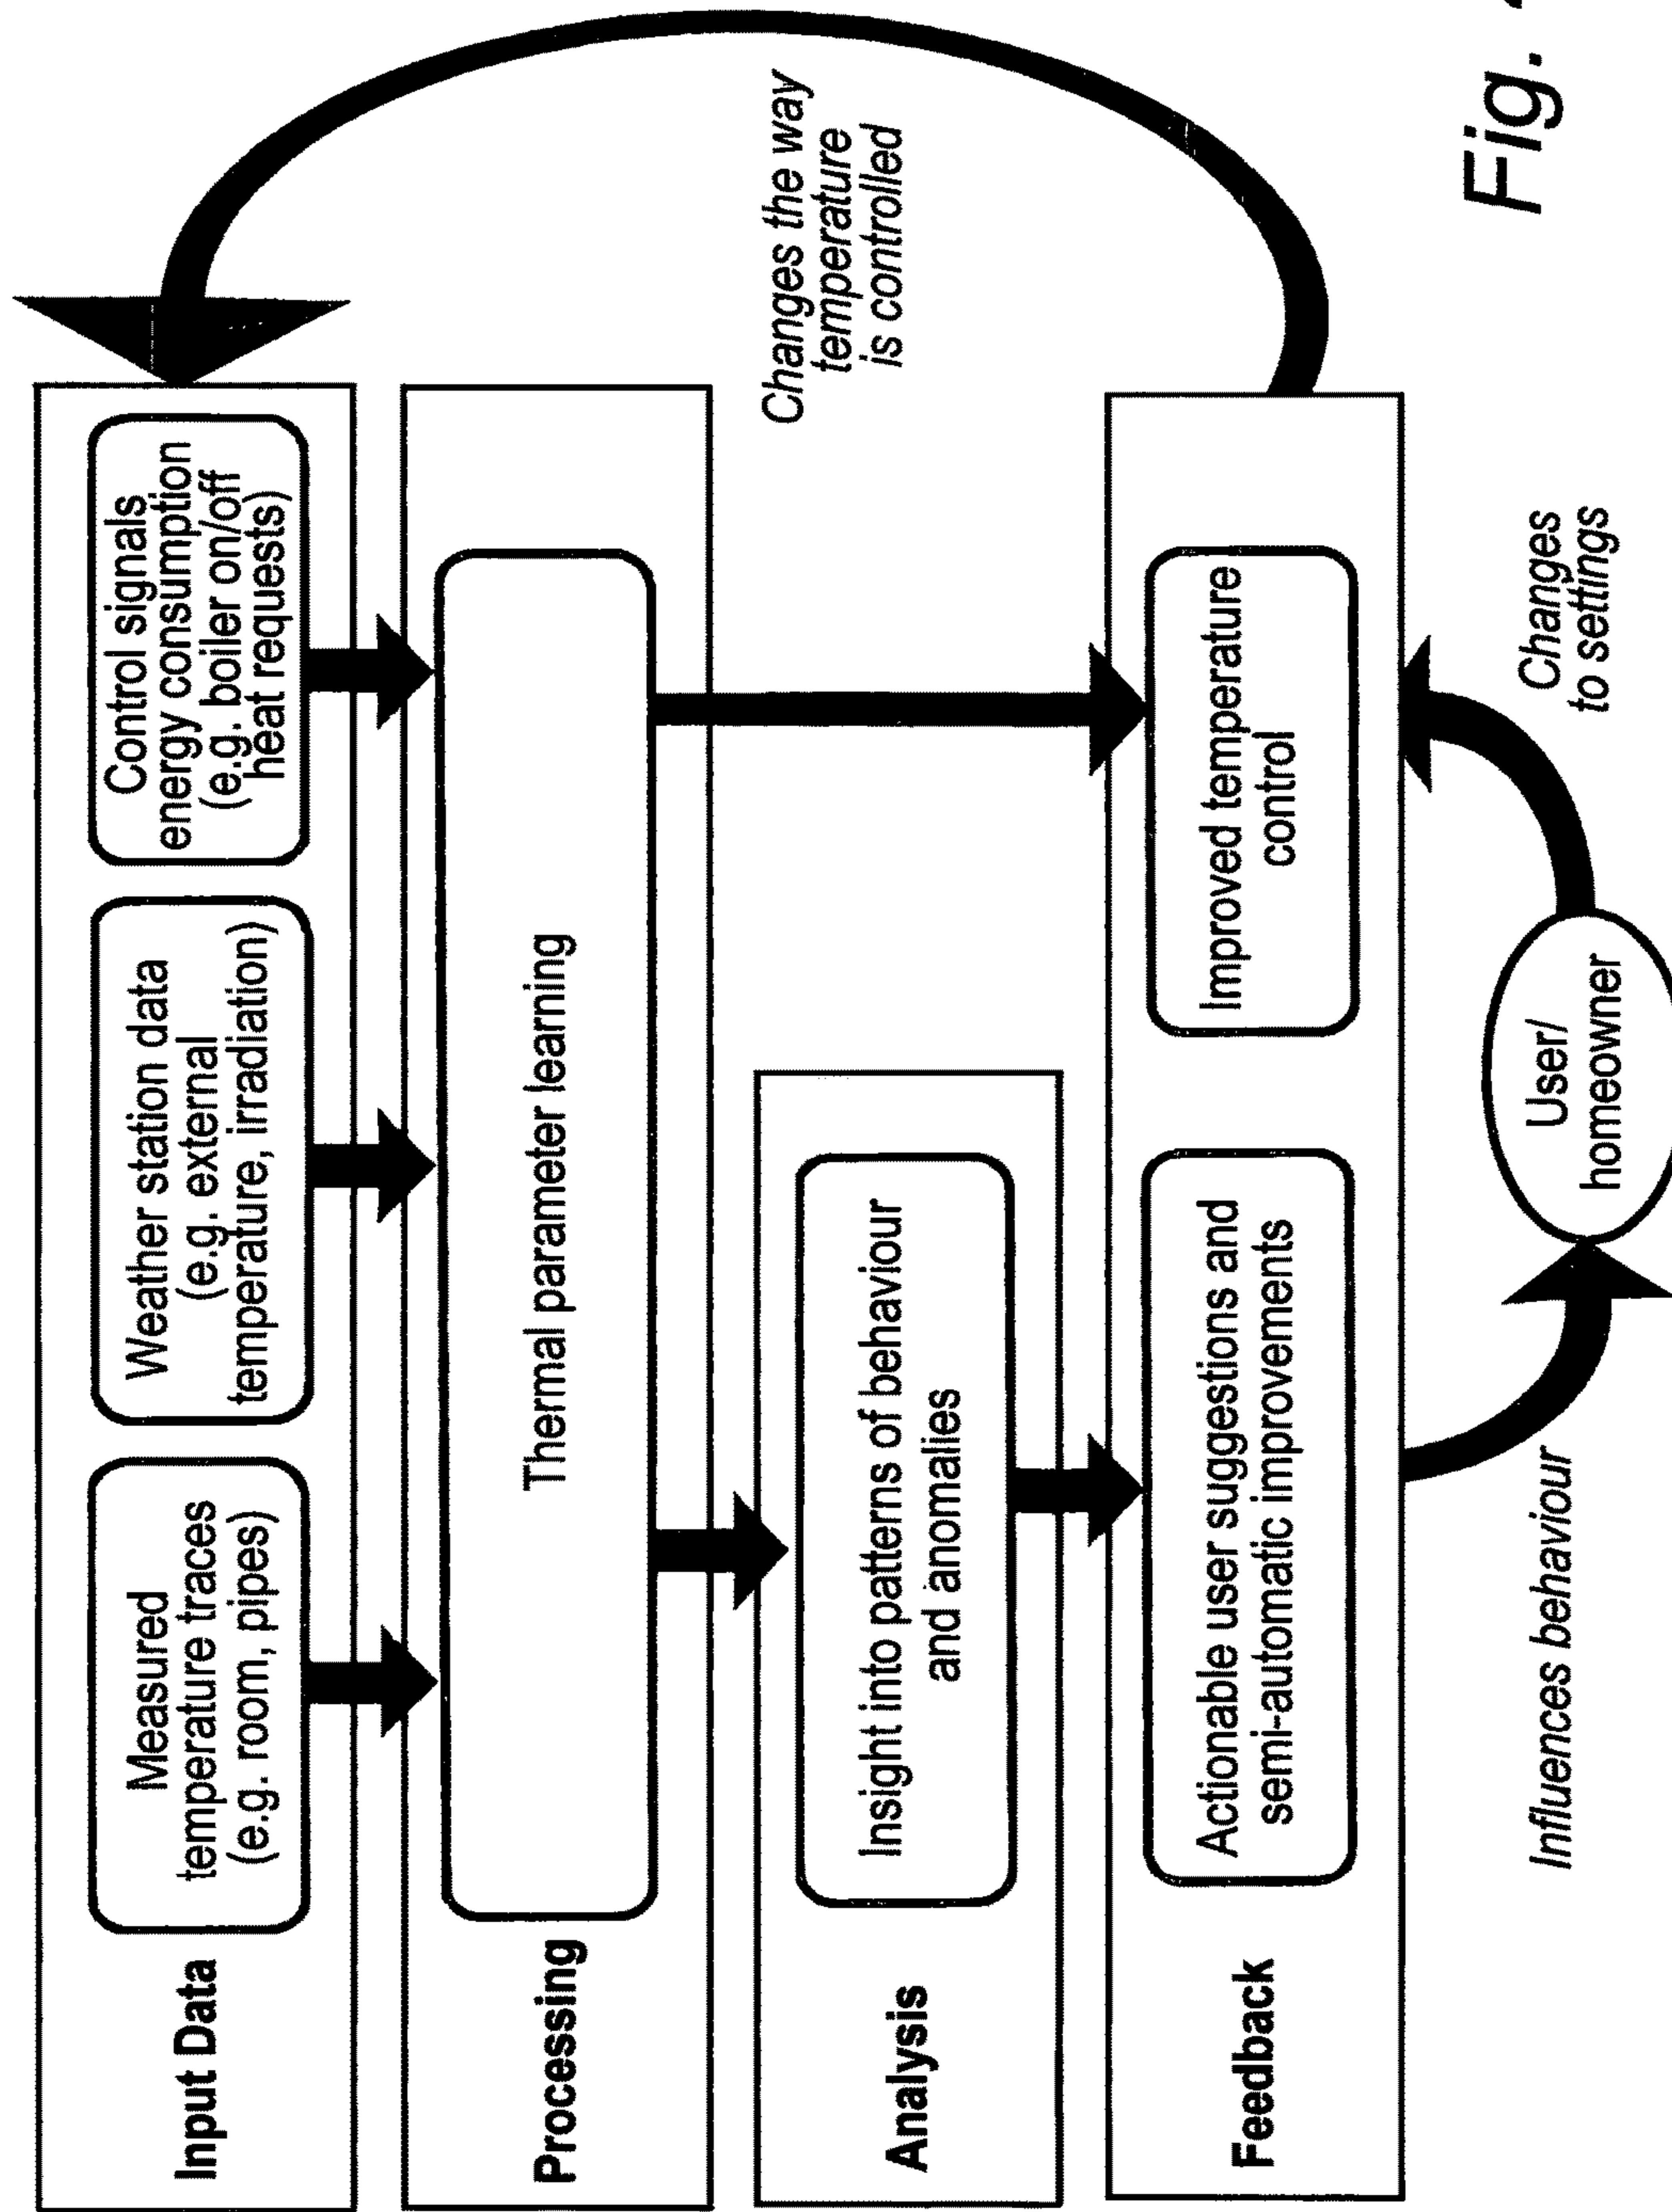 Input Data
Measured
temperature traces
(e.g. room, pipes)
Weather station data
(e.g. external
temperature, irradiation)
Control signals
energy consumption
(e.g. boiler on/off
heat requests)
Processing
Thermal parameter learning
Analysis
Insight into patterns of behaviour
and anomalies
Changes the way
temperature
is controlled
Feedback
Actionable user suggestions and
semi-automatic improvements
Improved temperature
control
Influences behaviour
User/
homeowner
Changes
to settings
Fig.